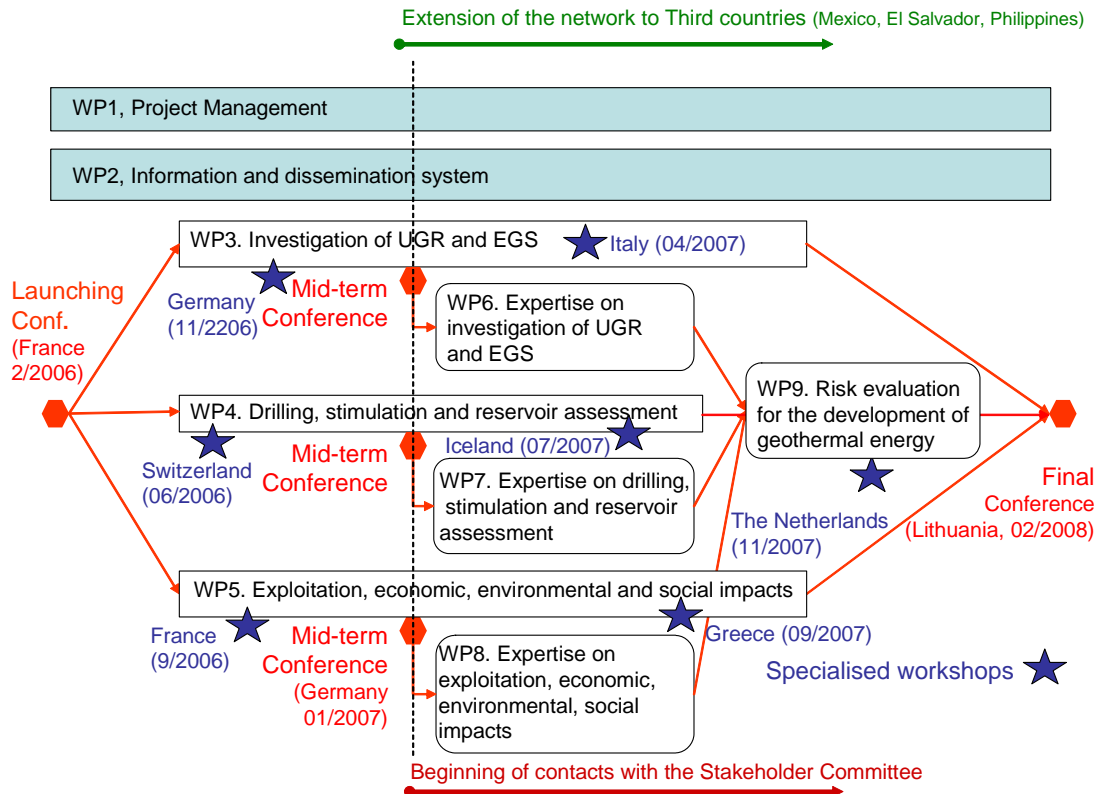 Extension of the network to Third countries (Mexico, El Salvador, Philippines)
WP1, Project Management
WP2, Information and dissemination system
WP3. Investigation of UGR and EGS
Italy (04/2007)
Germany
(11/2206)
Mid-term
Conference
Launching
Conf.
(France
2/2006)
WP6. Expertise on
investigation of UGR
and EGS
WP9. Risk evaluation
for the development of
geothermal energy
WP4. Drilling, stimulation and reservoir assessment
Switzerland
(06/2006)
Mid-term
Conference
Iceland (07/2007)
WP7. Expertise on drilling,
stimulation and reservoir
assessment
The Netherlands
(11/2007)
Final
Conference
(Lithuania, 02/2008)
WP5. Exploitation, economic, environmental and social impacts
France
(9/2006)
Mid-term
Conference
(Germany
01/2007)
Greece (09/2007)
WP8. Expertise on
exploitation, economic,
environmental, social
impacts
Specialised workshops
Beginning of contacts with the Stakeholder Committee